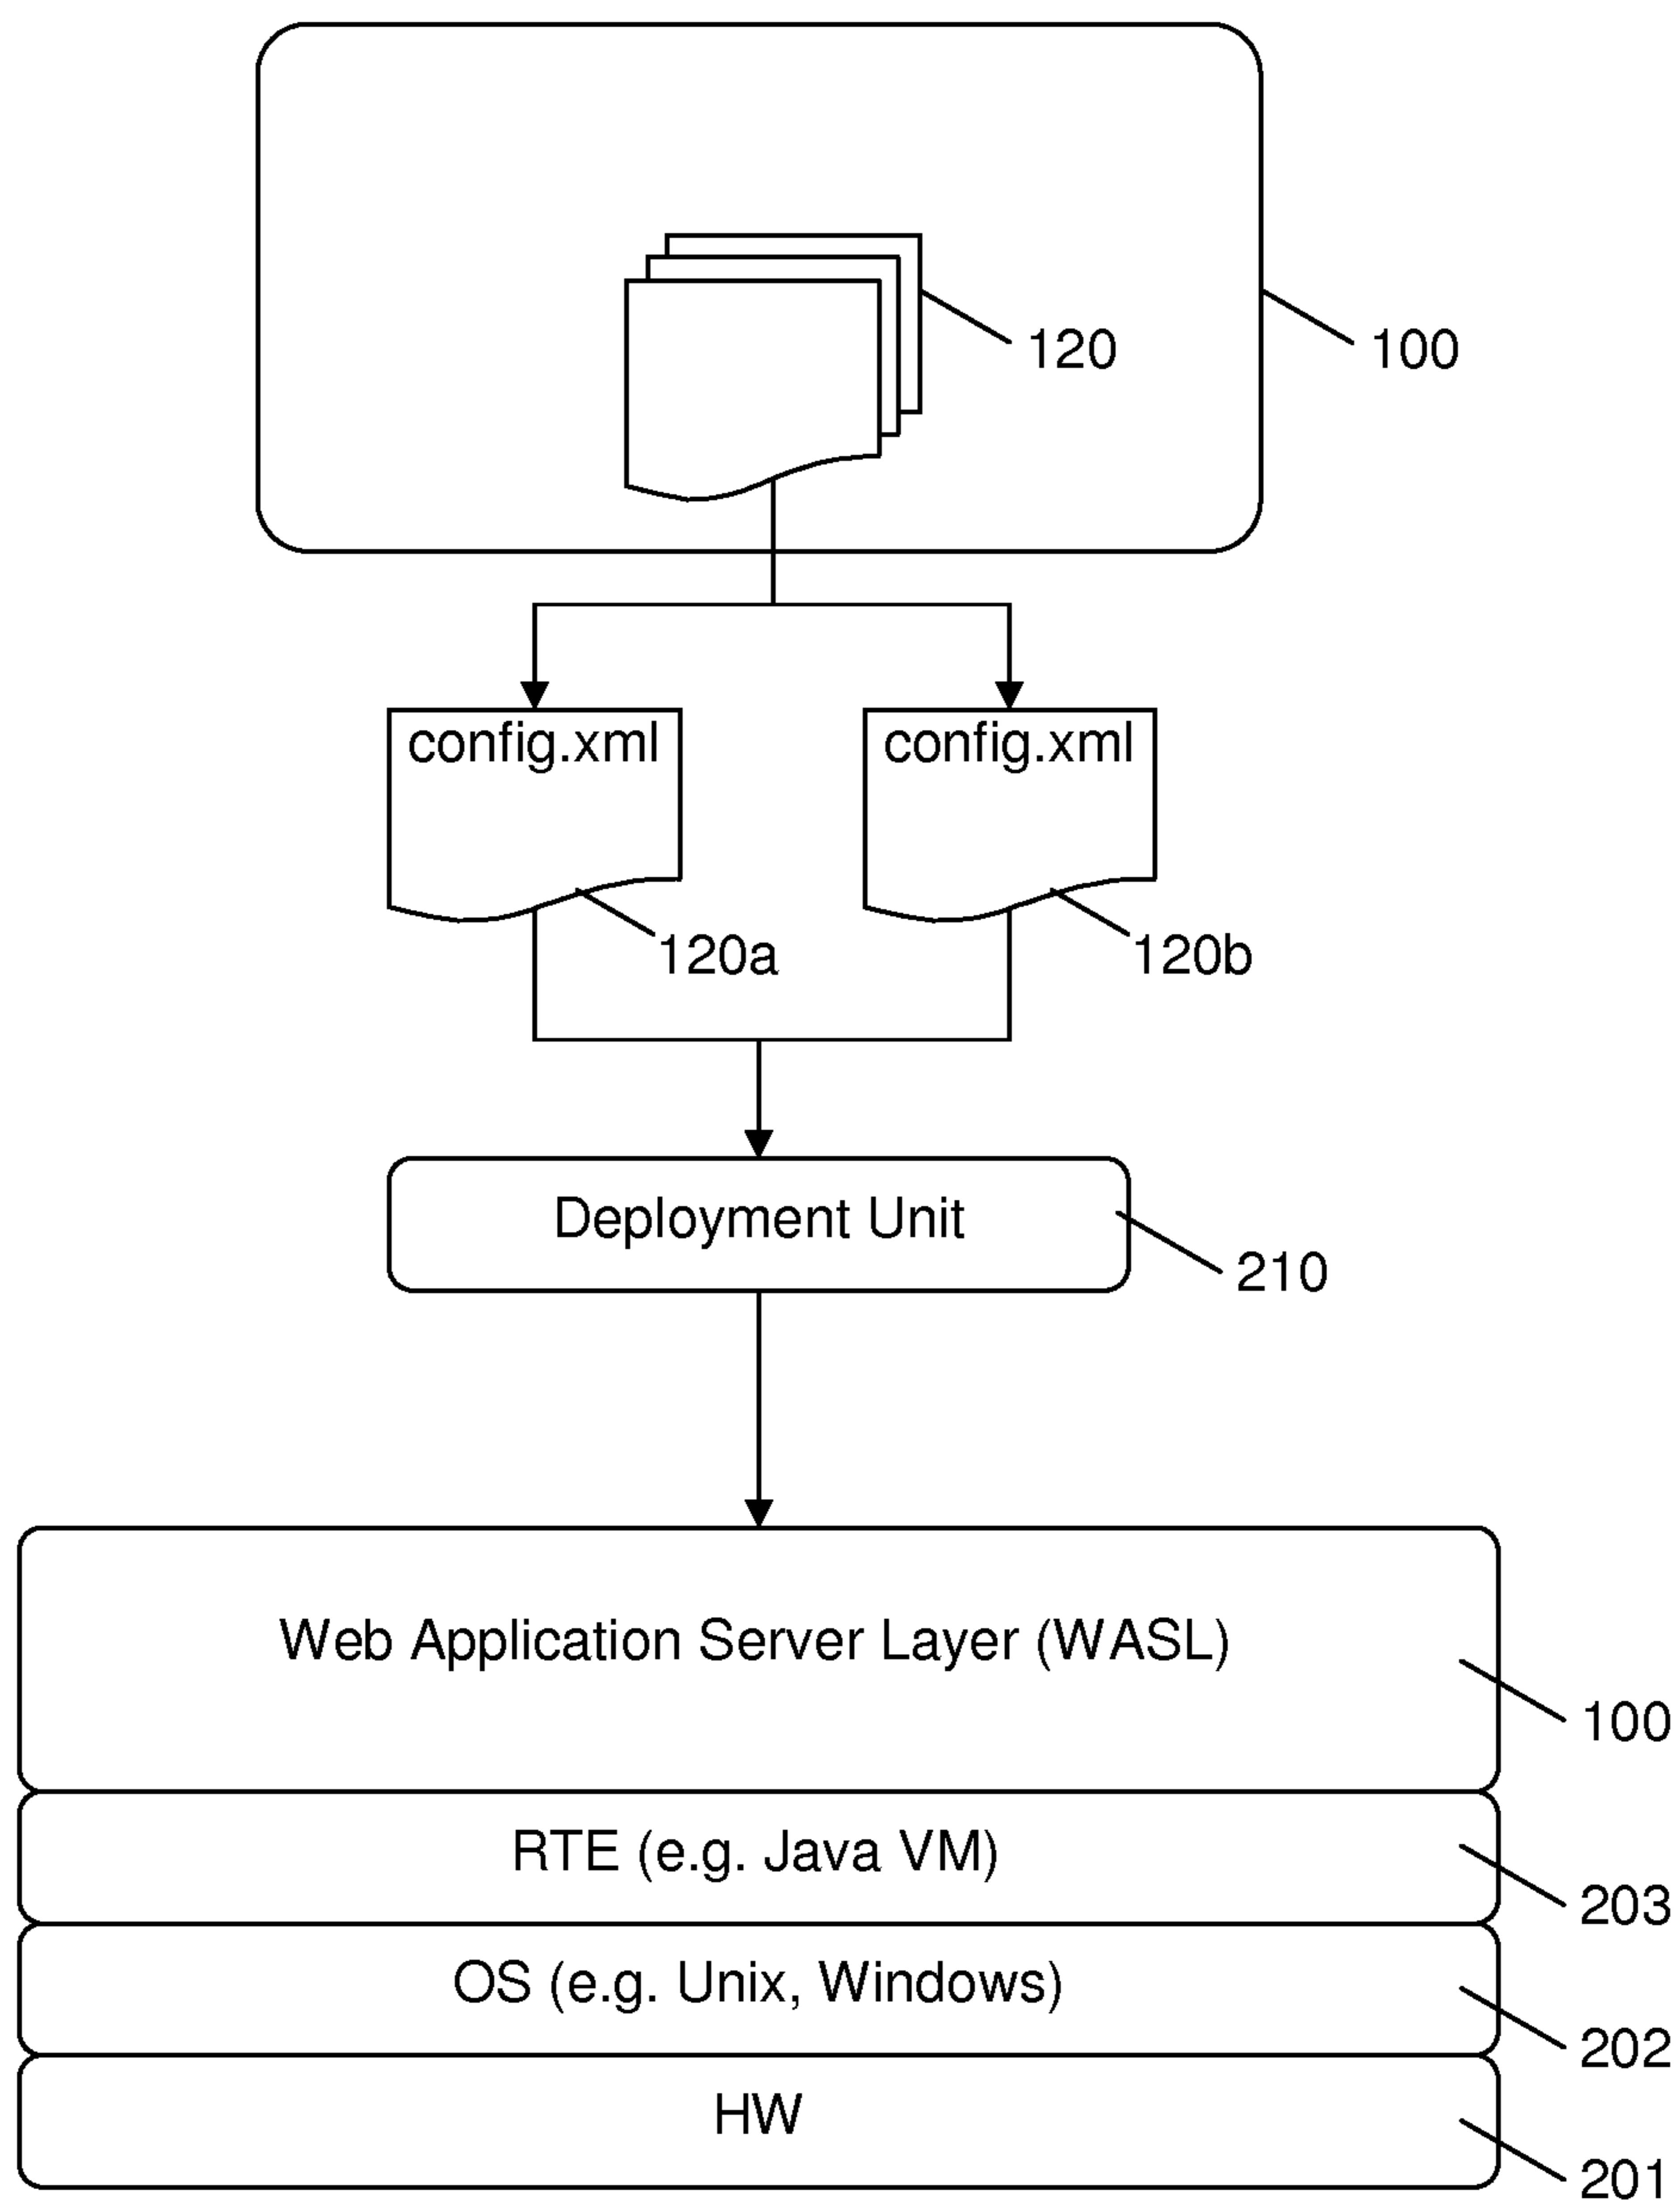 120
100
config.xml
config.xml
120a
120b
Deployment Unit
210
Web Application Server Layer (WASL)
100
RTE (e.g. Java VM)
203
OS (e.g. Unix, Windows)
202
HW
201